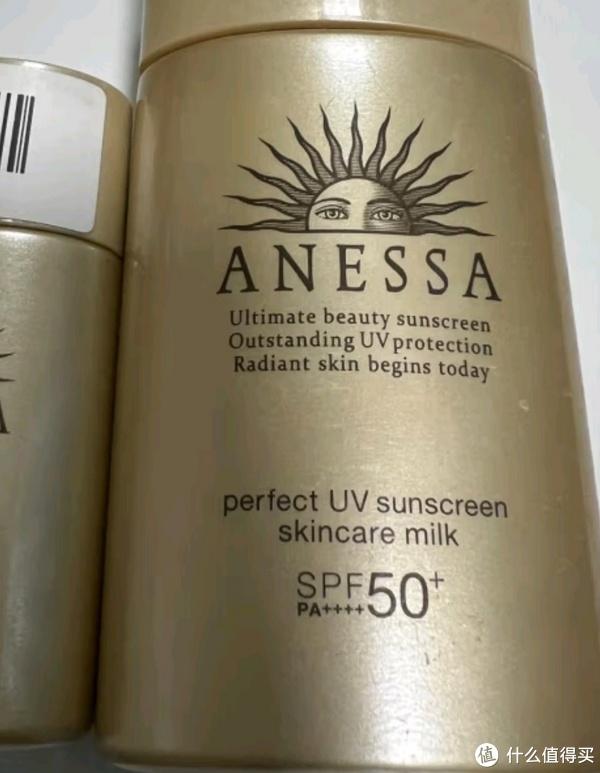 ANESSA
Ultimate beauty sunscreen
Outstanding UV protection
Radiant skin begins today
perfect UV sunscreen
skincare milk
SPF50+
PA++++
值 什么值得买